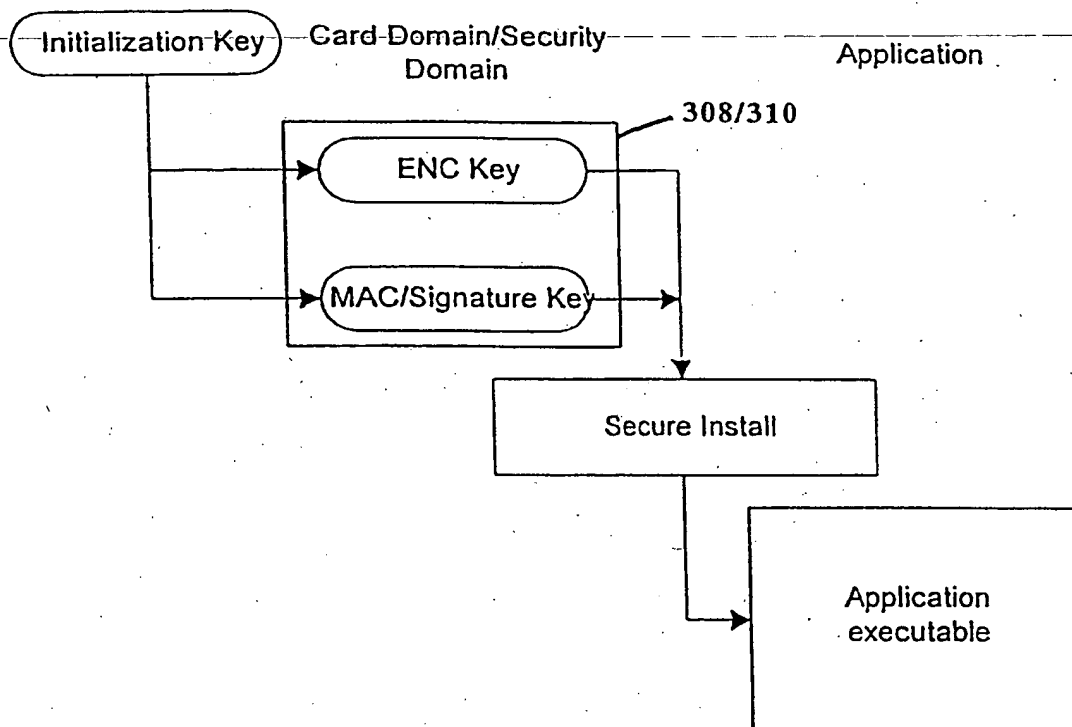 Initialization Key
Card Domain/Security
Domain
Application
308/310
ENC Key
MAC/Signature Key
Secure Install
Application
executable